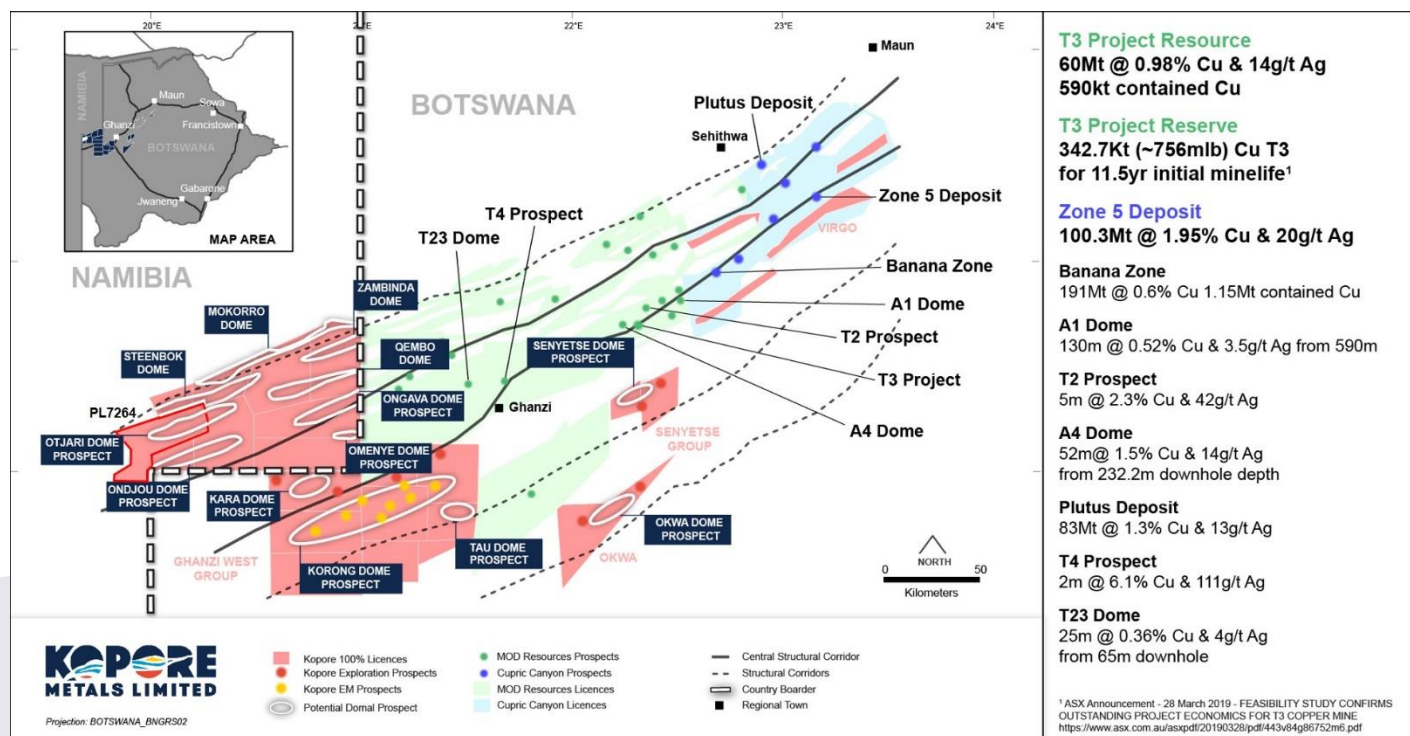 20°E
22°E
23°E
24°E
NAMIBIA
Maun
Sowa
Ghanzi
Francistown
BOTSWANA
Gabarone
Jwaneng
MAP AREA
BOTSWANA
Maun
Plutus Deposit
Sehithwa
Zone 5 Deposit
VIRGO
T4 Prospect
T23 Dome
Banana Zone
NAMIBIA
ZAMBINDA
DOME
A1 Dome
MOKORRO
DOME
T2 Prospect
STEENBOK
DOME
QEMBO
DOME
SENYETSE DOME
PROSPECT
T3 Project
PL7264
ONGAVA DOME
PROSPECT
Ghanzi
A4 Dome
OTJARI DOME
PROSPECT
SENYETSE
GROUP
OMENYE DOME
PROSPECT
ONDJOU DOME
PROSPECT
KARA DOME
PROSPECT
OKWA DOME
PROSPECT
TAU DOME
PROSPECT
OKWA
GHANZI WEST
GROUP
KORONG DOME
PROSPECT
NORTH
0
50
Kilometers
KOPORE
METALS LIMITED
Projection: BOTSWANA_BNGRS02
Kopore 100% Licences
Kopore Exploration Prospects
Kopore EM Prospects
Potential Domal Prospect
MOD Resources Prospects
Cupric Canyon Prospects
MOD Resources Licences
Cupric Canyon Licences
Central Structural Corridor
Structural Corridors
Country Boarder
Regional Town
T3 Project Resource
60Mt @ 0.98% Cu & 14g/t Ag
590kt contained Cu
T3 Project Reserve
342.7Kt (~756mlb) Cu T3
for 11.5yr initial minelife¹
Zone 5 Deposit
100.3Mt @ 1.95% Cu & 20g/t Ag
Banana Zone
191Mt @ 0.6% Cu 1.15Mt contained Cu
A1 Dome
130m @ 0.52% Cu & 3.5g/t Ag from 590m
T2 Prospect
5m @ 2.3% Cu & 42g/t Ag
A4 Dome
52m@ 1.5% Cu & 14g/t Ag
from 232.2m downhole depth
Plutus Deposit
83Mt @ 1.3% Cu & 13g/t Ag
T4 Prospect
2m @ 6.1% Cu & 111g/t Ag
T23 Dome
25m @ 0.36% Cu & 4g/t Ag
from 65m downhole
¹ ASX Announcement - 28 March 2019 - FEASIBILITY STUDY CONFIRMS
OUTSTANDING PROJECT ECONOMICS FOR T3 COPPER MINE
https://www.asx.com.au/asxpdf/20190328/pdf/443v84g86752m6.pdf